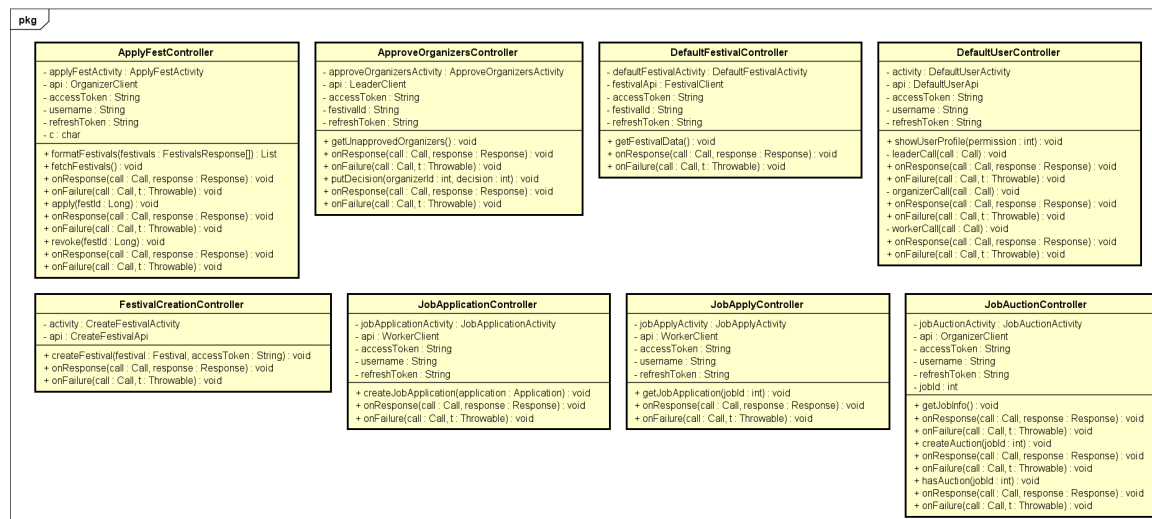 pkg
ApplyFestController
- applyFestActivity : ApplyFestActivity
- api : OrganizerClient
- accessToken : String
- username : String
- refreshToken : String
- c : char
+ formatFestivals(festivals : FestivalsResponse[]) : List
+ fetchFestivals() : void
+ onResponse(call : Call, response : Response) : void
+ onFailure(call : Call, t : Throwable) : void
+ apply(festId : Long) : void
+ onResponse(call : Call, response : Response) : void
+ onFailure(call : Call, t : Throwable) : void
+ revoke(festId : Long) : void
+ onResponse(call : Call, response : Response) : void
+ onFailure(call : Call, t : Throwable) : void
ApproveOrganizersController
- approveOrganizersActivity : ApproveOrganizersActivity
- api : LeaderClient
- accessToken : String
- festivalId : String
- refreshToken : String
+ getUnapprovedOrganizers() : void
+ onResponse(call : Call, response : Response) : void
+ onFailure(call : Call, t : Throwable) : void
+ putDecision(organizerId : int, decision : int) : void
+ onResponse(call : Call, response : Response) : void
+ onFailure(call : Call, t : Throwable) : void
DefaultFestivalController
- defaultFestivalActivity : DefaultFestivalActivity
- festivalApi : FestivalClient
- accessToken : String
- festivalId : String
- refreshToken : String
+ getFestivalData() : void
+ onResponse(call : Call, response : Response) : void
+ onFailure(call : Call, t : Throwable) : void
DefaultUserController
- activity : DefaultUserActivity
- api : DefaultUserApi
- accessToken : String
- username : String
- refreshToken : String
+ showUserProfile(permission : int) : void
- leaderCall(call : Call) : void
+ onResponse(call : Call, response : Response) : void
+ onFailure(call : Call, t : Throwable) : void
- organizerCall(call : Call) : void
+ onResponse(call : Call, response : Response) : void
+ onFailure(call : Call, t : Throwable) : void
- workerCall(call : Call) : void
+ onResponse(call : Call, response : Response) : void
+ onFailure(call : Call, t : Throwable) : void
FestivalCreationController
- activity : CreateFestivalActivity
- api : CreateFestivalApi
+ createFestival(festival : Festival, accessToken : String) : void
+ onResponse(call : Call, response : Response) : void
+ onFailure(call : Call, t : Throwable) : void
JobApplicationController
- jobApplicationActivity : JobApplicationActivity
- api : WorkerClient
- accessToken : String
- username : String
- refreshToken : String
+ createJobApplication(application : Application) : void
+ onResponse(call : Call, response : Response) : void
+ onFailure(call : Call, t : Throwable) : void
JobApplyController
- jobApplyActivity : JobApplyActivity
- api : WorkerClient
- accessToken : String
- username : String
- refreshToken : String
+ getJobApplication(jobId : int) : void
+ onResponse(call : Call, response : Response) : void
+ onFailure(call : Call, t : Throwable) : void
JobAuctionController
- jobAuctionActivity : JobAuctionActivity
- api : OrganizerClient
- accessToken : String
- username : String
- refreshToken : String
- jobId : int
+ getJobInfo() : void
+ onResponse(call : Call, response : Response) : void
+ onFailure(call : Call, t : Throwable) : void
+ createAuction(jobId : int) : void
+ onResponse(call : Call, response : Response) : void
+ onFailure(call : Call, t : Throwable) : void
+ hasAuction(jobId : int) : void
+ onResponse(call : Call, response : Response) : void
+ onFailure(call : Call, t : Throwable) : void